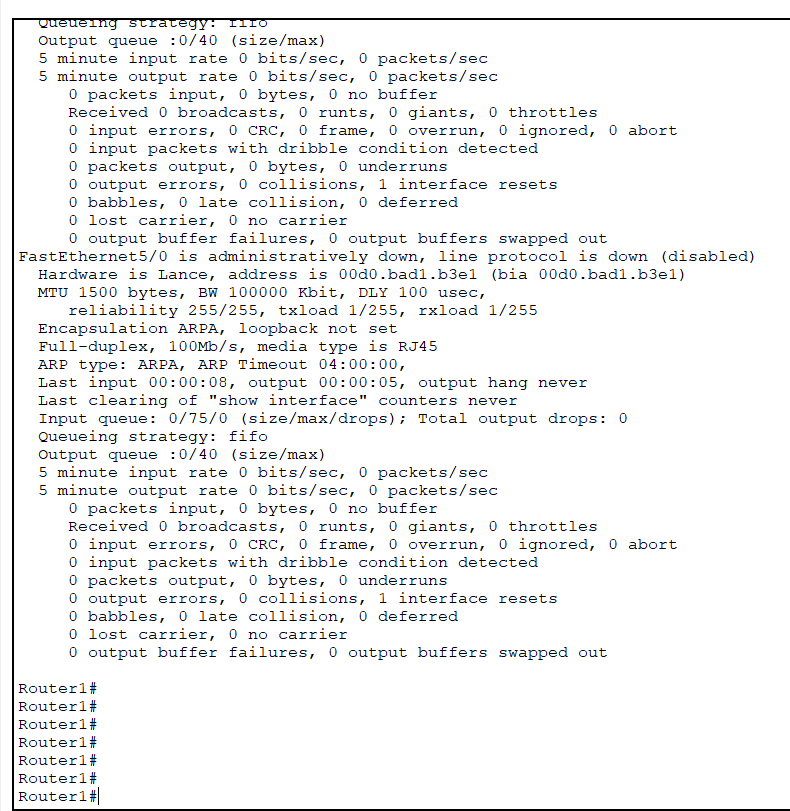 Queueing strategy: fifo
Output queue :0/40 (size/max)
5 minute input rate 0 bits/sec, 0 packets/sec
5 minute output rate 0 bits/sec, 0 packets/sec
0 packets input, 0 bytes, 0 no buffer
Received 0 broadcasts, 0 runts, 0 giants, 0 throttles
0 input errors, 0 CRC, 0 frame, 0 overrun, 0 ignored, 0 abort
0 input packets with dribble condition detected
0 packets output, 0 bytes, 0 underruns
0 output errors, 0 collisions, 1 interface resets
0 babbles, 0 late collision, 0 deferred
0 lost carrier, 0 no carrier
0 output buffer failures, 0 output buffers swapped out
FastEthernet5/0 is administratively down, line protocol is down (disabled)
Hardware is Lance, address is 00d0.bad1.b3e1 (bia 00d0.bad1.b3e1)
MTU 1500 bytes, BW 100000 Kbit, DLY 100 usec,
reliability 255/255, txload 1/255, rxload 1/255
Encapsulation ARPA, loopback not set
Full-duplex, 100Mb/s, media type is RJ45
ARP type: ARPA, ARP Timeout 04:00:00,
Last input 00:00:08, output 00:00:05, output hang never
Last clearing of "show interface" counters never
Input queue: 0/75/0 (size/max/drops); Total output drops: 0
Queueing strategy: fifo
Output queue :0/40 (size/max)
5 minute input rate 0 bits/sec, 0 packets/sec
5 minute output rate 0 bits/sec, 0 packets/sec
0 packets input, 0 bytes, 0 no buffer
Received 0 broadcasts, 0 runts, 0 giants, 0 throttles
0 input errors, 0 CRC, 0 frame, 0 overrun, 0 ignored, 0 abort
0 input packets with dribble condition detected
0 packets output, 0 bytes, 0 underruns
0 output errors, 0 collisions, 1 interface resets
0 babbles, 0 late collision, 0 deferred
0 lost carrier, 0 no carrier
0 output buffer failures, 0 output buffers swapped out
Router1#
Router1#
Router1#
Router1#
Router1#
Router1#
Router1#